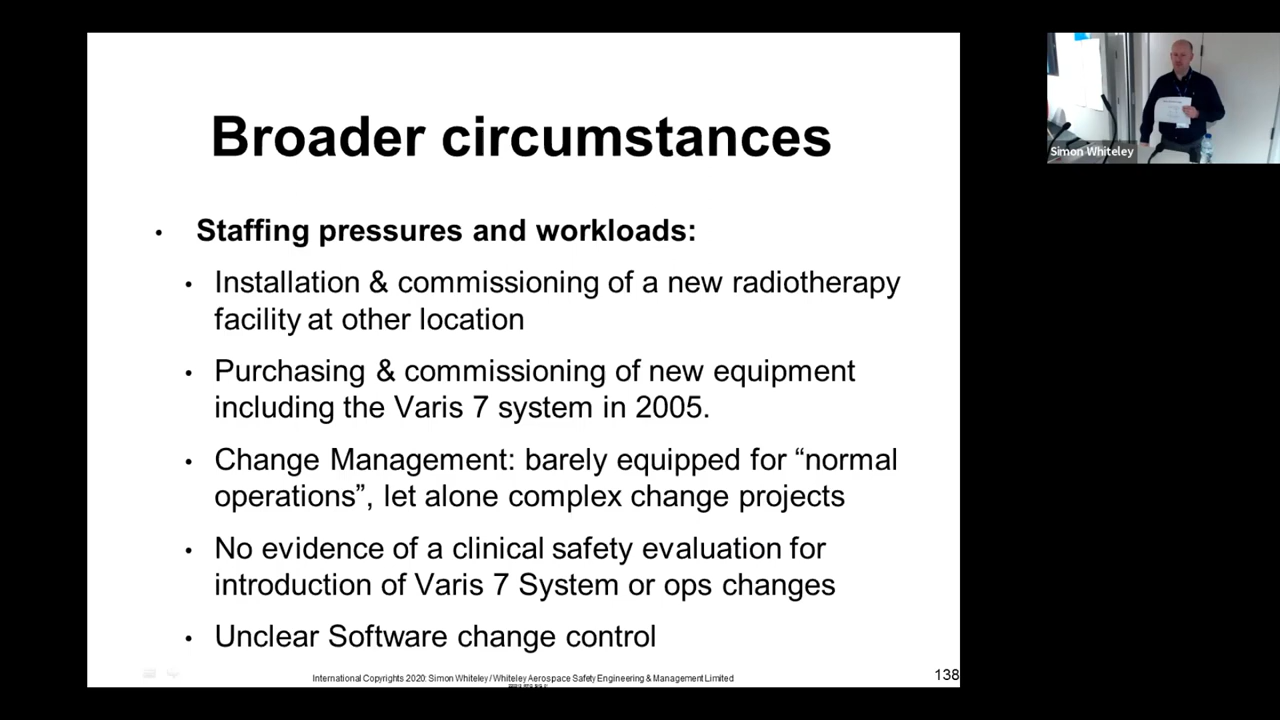 Broader circumstances
• Staffing pressures and workloads:
• Installation & commissioning of a new radiotherapy
facility at other location
• Purchasing & commissioning of new equipment
including the Varis 7 system in 2005.
• Change Management: barely equipped for “normal
operations”, let alone complex change projects
• No evidence of a clinical safety evaluation for
introduction of Varis 7 System or ops changes
• Unclear Software change control
International Copyrights 2020: Simon Whiteley / Whiteley Aerospace Safety Engineering & Management Limited
138
Simon Whiteley